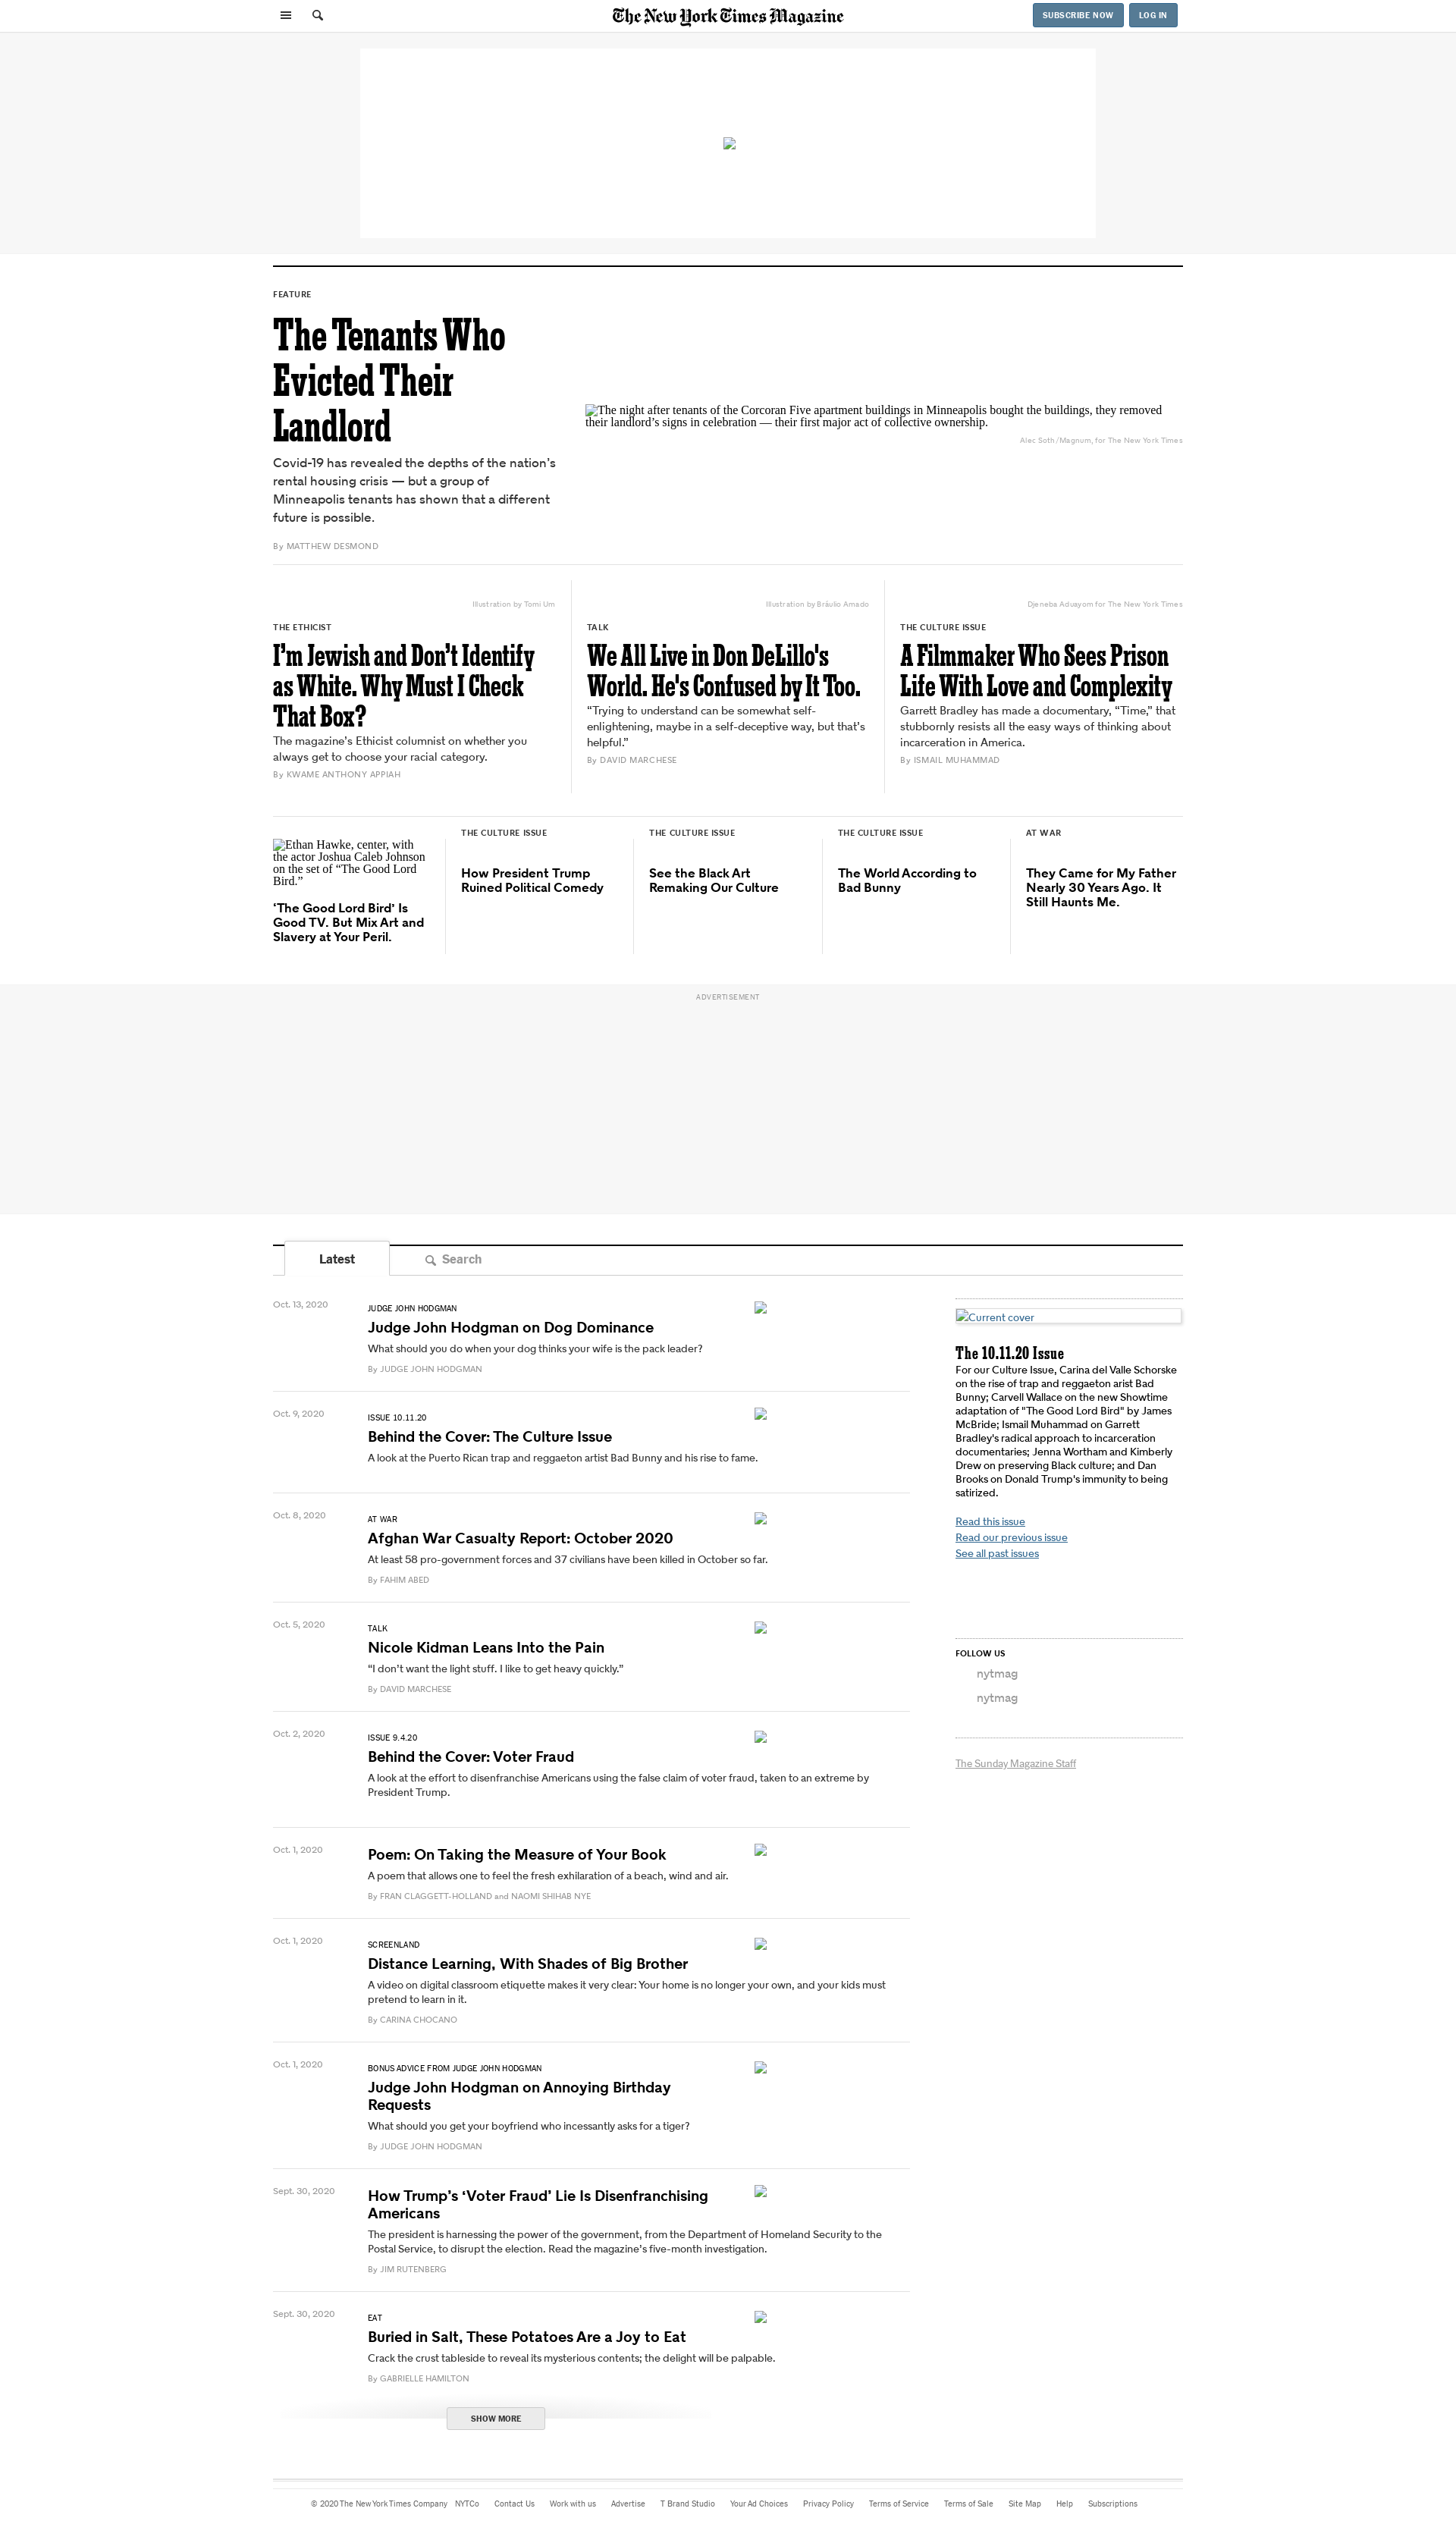 The New York Times Magazine
SUBSCRIBE NOW
LOG IN
FEATURE
The Tenants Who
Evicted Their
Landlord
Covid-19 has revealed the depths of the nation’s
rental housing crisis — but a group of
Minneapolis tenants has shown that a different
future is possible.
By MATTHEW DESMOND
The night after tenants of the Corcoran Five apartment buildings in Minneapolis bought the buildings, they removed
their landlord’s signs in celebration — their first major act of collective ownership.
Alec Soth/Magnum, for The New York Times
Illustration by Tomi Um
THE ETHICIST
I’m Jewish and Don’t Identify
as White. Why Must I Check
That Box?
The magazine’s Ethicist columnist on whether you
always get to choose your racial category.
By KWAME ANTHONY APPIAH
Illustration by Bráulio Amado
TALK
We All Live in Don DeLillo's
World. He's Confused by It Too.
“Trying to understand can be somewhat self-
enlightening, maybe in a self-deceptive way, but that’s
helpful.”
By DAVID MARCHESE
Djeneba Aduayom for The New York Times
THE CULTURE ISSUE
A Filmmaker Who Sees Prison
Life With Love and Complexity
Garrett Bradley has made a documentary, “Time,” that
stubbornly resists all the easy ways of thinking about
incarceration in America.
By ISMAIL MUHAMMAD
Ethan Hawke, center, with
the actor Joshua Caleb Johnson
on the set of “The Good Lord
Bird.”
‘The Good Lord Bird’ Is
Good TV. But Mix Art and
Slavery at Your Peril.
THE CULTURE ISSUE
How President Trump
Ruined Political Comedy
THE CULTURE ISSUE
See the Black Art
Remaking Our Culture
THE CULTURE ISSUE
The World According to
Bad Bunny
AT WAR
They Came for My Father
Nearly 30 Years Ago. It
Still Haunts Me.
ADVERTISEMENT
Latest
Search
Oct. 13, 2020
JUDGE JOHN HODGMAN
Judge John Hodgman on Dog Dominance
What should you do when your dog thinks your wife is the pack leader?
By JUDGE JOHN HODGMAN
Oct. 9, 2020
ISSUE 10.11.20
Behind the Cover: The Culture Issue
A look at the Puerto Rican trap and reggaeton artist Bad Bunny and his rise to fame.
Oct. 8, 2020
AT WAR
Afghan War Casualty Report: October 2020
At least 58 pro-government forces and 37 civilians have been killed in October so far.
By FAHIM ABED
Oct. 5, 2020
TALK
Nicole Kidman Leans Into the Pain
“I don’t want the light stuff. I like to get heavy quickly.”
By DAVID MARCHESE
Oct. 2, 2020
ISSUE 9.4.20
Behind the Cover: Voter Fraud
A look at the effort to disenfranchise Americans using the false claim of voter fraud, taken to an extreme by
President Trump.
Oct. 1, 2020
Poem: On Taking the Measure of Your Book
A poem that allows one to feel the fresh exhilaration of a beach, wind and air.
By FRAN CLAGGETT-HOLLAND and NAOMI SHIHAB NYE
Oct. 1, 2020
SCREENLAND
Distance Learning, With Shades of Big Brother
A video on digital classroom etiquette makes it very clear: Your home is no longer your own, and your kids must
pretend to learn in it.
By CARINA CHOCANO
Oct. 1, 2020
BONUS ADVICE FROM JUDGE JOHN HODGMAN
Judge John Hodgman on Annoying Birthday
Requests
What should you get your boyfriend who incessantly asks for a tiger?
By JUDGE JOHN HODGMAN
Sept. 30, 2020
How Trump’s ‘Voter Fraud’ Lie Is Disenfranchising
Americans
The president is harnessing the power of the government, from the Department of Homeland Security to the
Postal Service, to disrupt the election. Read the magazine’s five-month investigation.
By JIM RUTENBERG
Sept. 30, 2020
EAT
Buried in Salt, These Potatoes Are a Joy to Eat
Crack the crust tableside to reveal its mysterious contents; the delight will be palpable.
By GABRIELLE HAMILTON
SHOW MORE
Current cover
The 10.11.20 Issue
For our Culture Issue, Carina del Valle Schorske
on the rise of trap and reggaeton arist Bad
Bunny; Carvell Wallace on the new Showtime
adaptation of "The Good Lord Bird" by James
McBride; Ismail Muhammad on Garrett
Bradley's radical approach to incarceration
documentaries; Jenna Wortham and Kimberly
Drew on preserving Black culture; and Dan
Brooks on Donald Trump's immunity to being
satirized.
Read this issue
Read our previous issue
See all past issues
FOLLOW US
nytmag
nytmag
The Sunday Magazine Staff
© 2020 The New York Times Company NYTCo Contact Us Work with us Advertise T Brand Studio Your Ad Choices Privacy Policy Terms of Service Terms of Sale Site Map Help Subscriptions